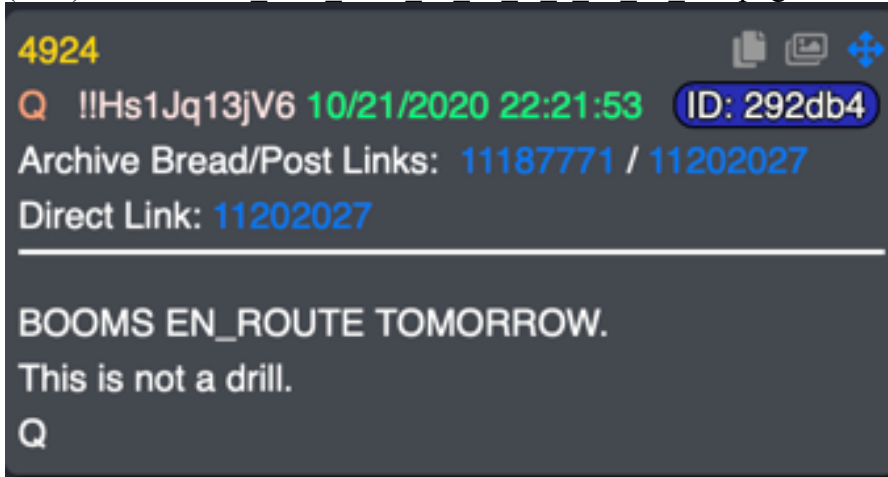 4924
Q !!Hs1Jq13jV6 10/21/2020 22:21:53 ID: 292db4
Archive Bread/Post Links: 11187771 / 11202027
Direct Link: 11202027
BOOMS EN_ROUTE TOMORROW.
This is not a drill.
Q